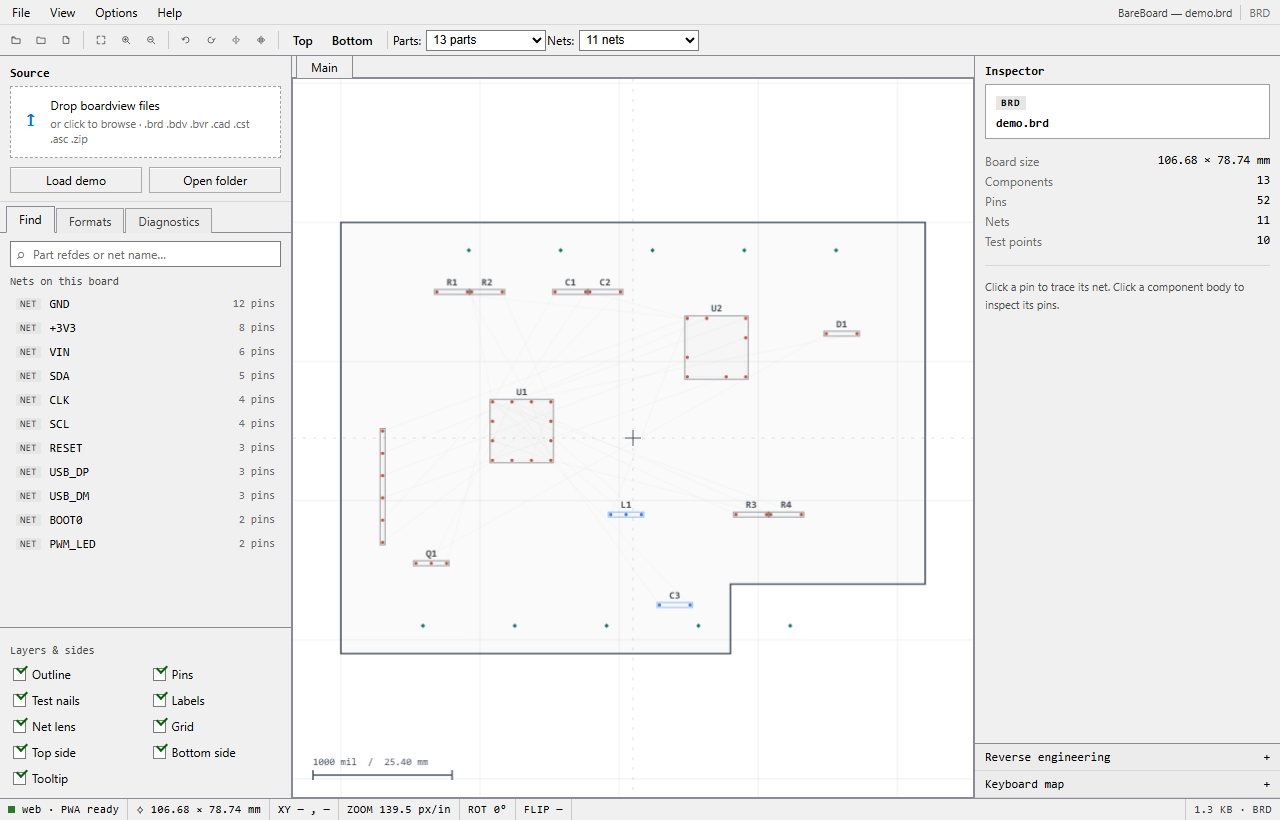 File View Options Help
BareBoard — demo.brd BRD
Top Bottom Parts: 13 parts Nets: 11 nets
Source
Drop boardview files
or click to browse · .brd .bdv .bvr .cad .cst
.asc .zip
Load demo Open folder
Find Formats Diagnostics
Part refdes or net name...
Nets on this board
NET GND 12 pins
NET +3V3 8 pins
NET VIN 6 pins
NET SDA 5 pins
NET CLK 4 pins
NET SCL 4 pins
NET RESET 3 pins
NET USB_DP 3 pins
NET USB_DM 3 pins
NET BOOT0 2 pins
NET PWM_LED 2 pins
Layers & sides
Outline Pins
Test nails Labels
Net lens Grid
Top side Bottom side
Tooltip
Main
R1 R2 C1 C2
U2
D1
U1
L1 R3 R4
Q1
C3
1000 mil / 25.40 mm
Inspector
BRD
demo.brd
Board size 106.68 × 78.74 mm
Components 13
Pins 52
Nets 11
Test points 10
Click a pin to trace its net. Click a component body to
inspect its pins.
Reverse engineering +
Keyboard map +
web · PWA ready ◇ 106.68 × 78.74 mm XY — , — ZOOM 139.5 px/in ROT 0° FLIP — 1.3 KB · BRD